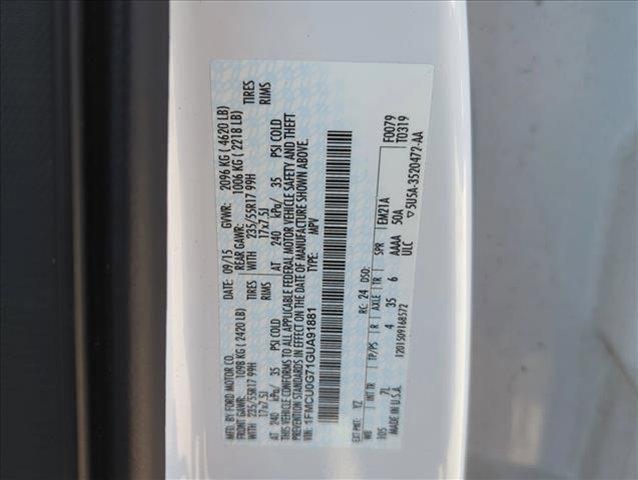 MFD. BY FORD MOTOR CO.
DATE: 09/15 GVWR: 2096 KG ( 4620 LB)
FRONT GAWR: 1098 KG ( 2420 LB) REAR GAWR: 1006 KG ( 2218 LB)
235/55R17 99H TIRES WITH 235/55R17 99H TIRES
17x7.5J RIMS 17x7.5J RIMS
AT 240 kPa/ 35 PSI COLD AT 240 kPa/ 35 PSI COLD
THIS VEHICLE CONFORMS TO ALL APPLICABLE FEDERAL MOTOR VEHICLE SAFETY AND THEFT
PREVENTION STANDARDS IN EFFECT ON THE DATE OF MANUFACTURE SHOWN ABOVE.
VIN: 1FMCU0G71GUA91881 TYPE: MPV
F0079
T0319
EXT PNT: YZ RC: 24 DSO:
WB INT TR TP/PS R AXLE TR SPR EM21A
7L 4 35 6 AAAA 50A
MADE IN U.S.A. ULC ▽5U5A-3520472-AA
1201509168572